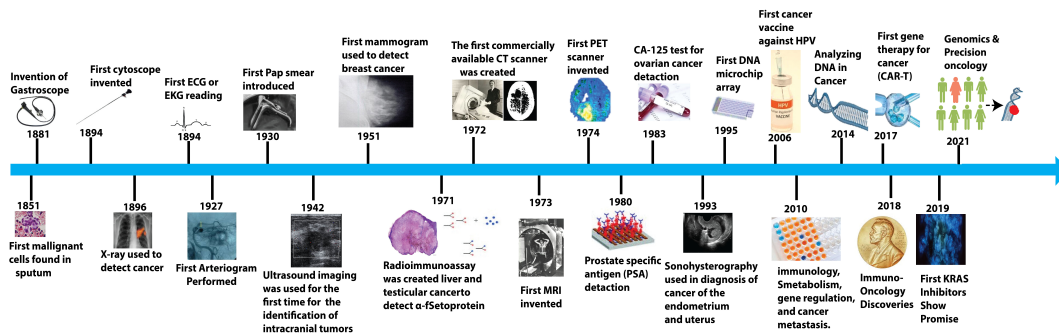 Invention of
Gastroscope
1881
First cytoscope
invented
1894
First ECG or
EKG reading
1894
First Pap smear
introduced
1930
First mammogram
used to detect
breast cancer
1951
The first commercially
available CT scanner
was created
1972
First PET
scanner
invented
1974
CA-125 test for
ovarian cancer
detaction
1983
First DNA
microchip
array
1995
First cancer
vaccine
against HPV
HPV
VACCINE
2006
Analyzing
DNA in
Cancer
2014
First gene
therapy for
cancer
(CAR-T)
2017
Genomics &
Precision
oncology
2021
1851
First mallignant
cells found in
sputum
1896
X-ray used to
detect cancer
1927
First Arteriogram
Performed
1942
Ultrasound imaging
was used for the
first time for the
identification of
intracranial tumors
1971
Radioimmunoassay
was created liver and
testicular cancerto
detect α-fSetoprotein
1973
First MRI
invented
1980
Prostate specific
antigen (PSA)
detaction
1993
Sonohysterography
used in diagnosis of
cancer of the
endometrium
and uterus
2010
immunology,
Smetabolism,
gene regulation,
and cancer
metastasis.
2018
Immuno-
Oncology
Discoveries
2019
First KRAS
Inhibitors
Show
Promise